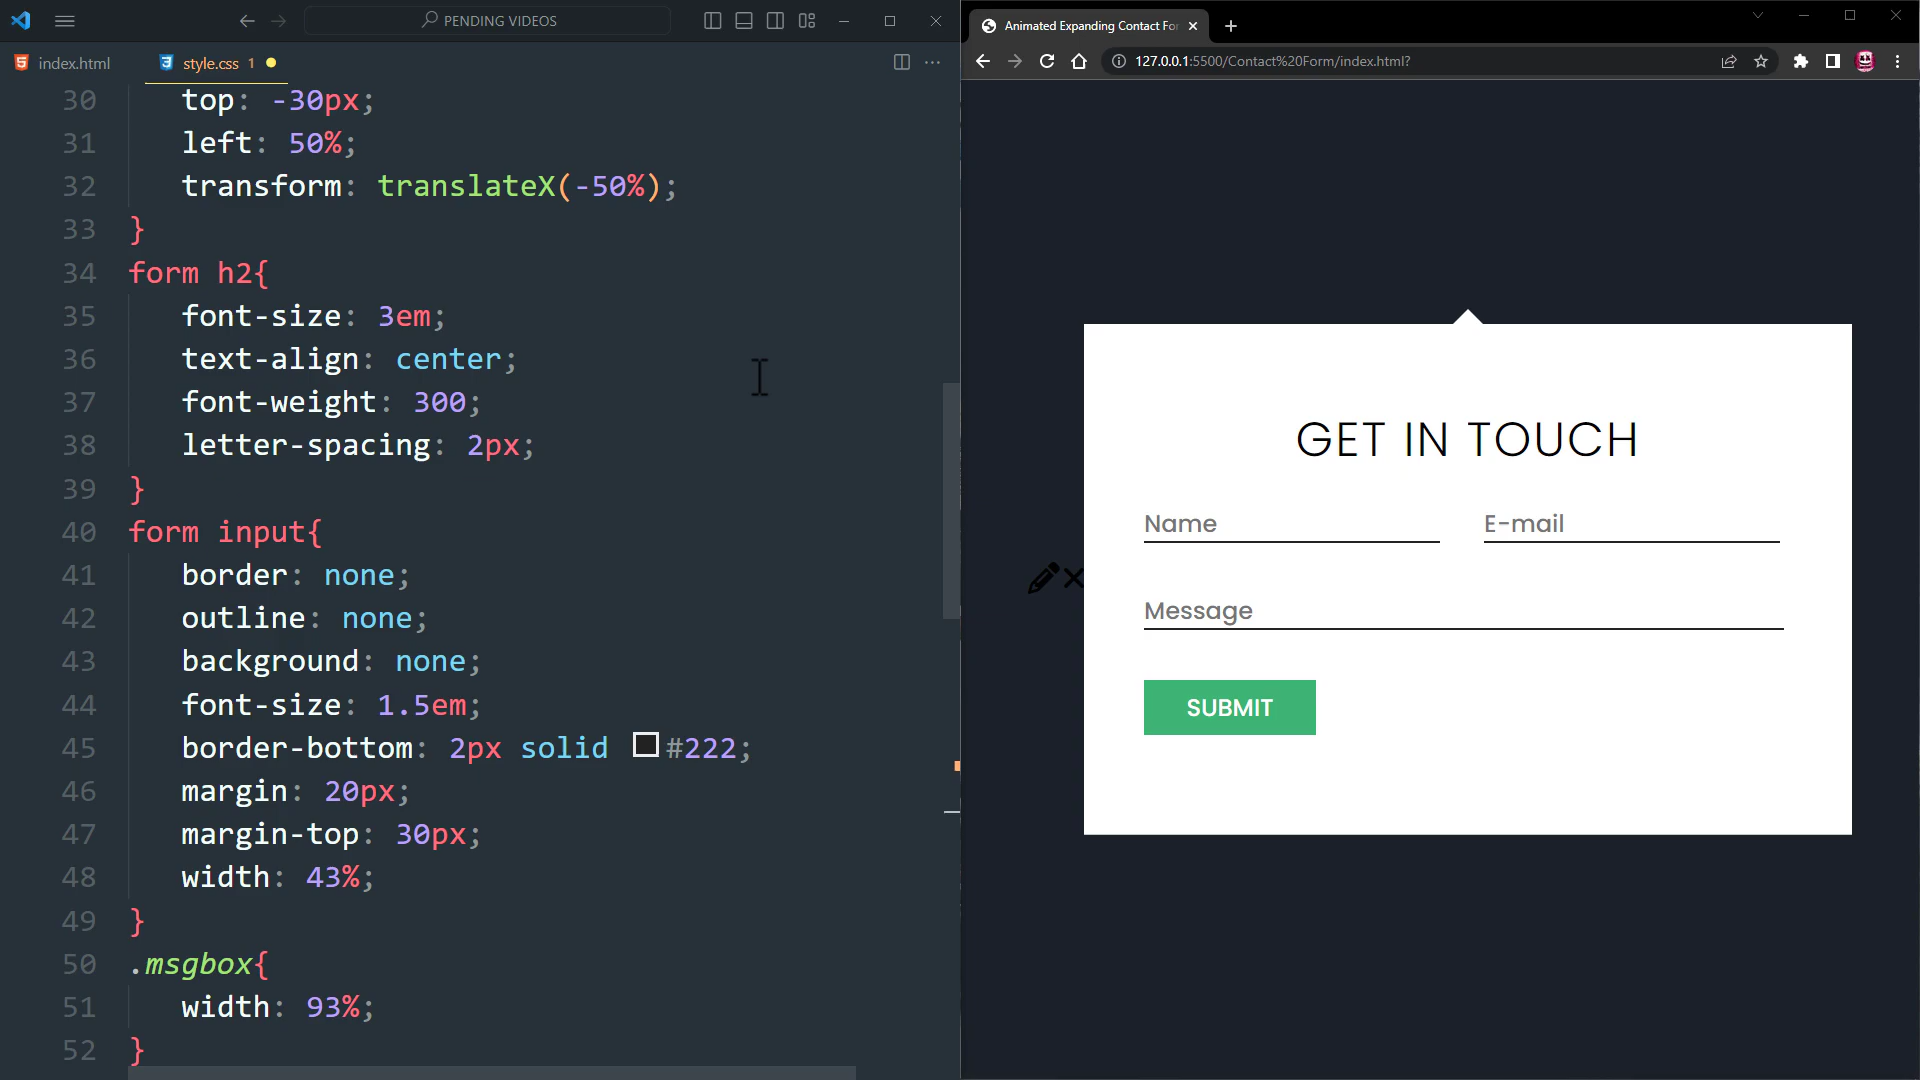 PENDING VIDEOS
index.html
style.css 1
30 top: -30px;
31 left: 50%;
32 transform: translateX(-50%);
33 }
34 form h2{
35 font-size: 3em;
36 text-align: center;
37 font-weight: 300;
38 letter-spacing: 2px;
39 }
40 form input{
41 border: none;
42 outline: none;
43 background: none;
44 font-size: 1.5em;
45 border-bottom: 2px solid #222;
46 margin: 20px;
47 margin-top: 30px;
48 width: 43%;
49 }
50 .msgbox{
51 width: 93%;
52 }
Animated Expanding Contact For
127.0.0.1:5500/Contact%20Form/index.html?
GET IN TOUCH
Name
E-mail
Message
SUBMIT